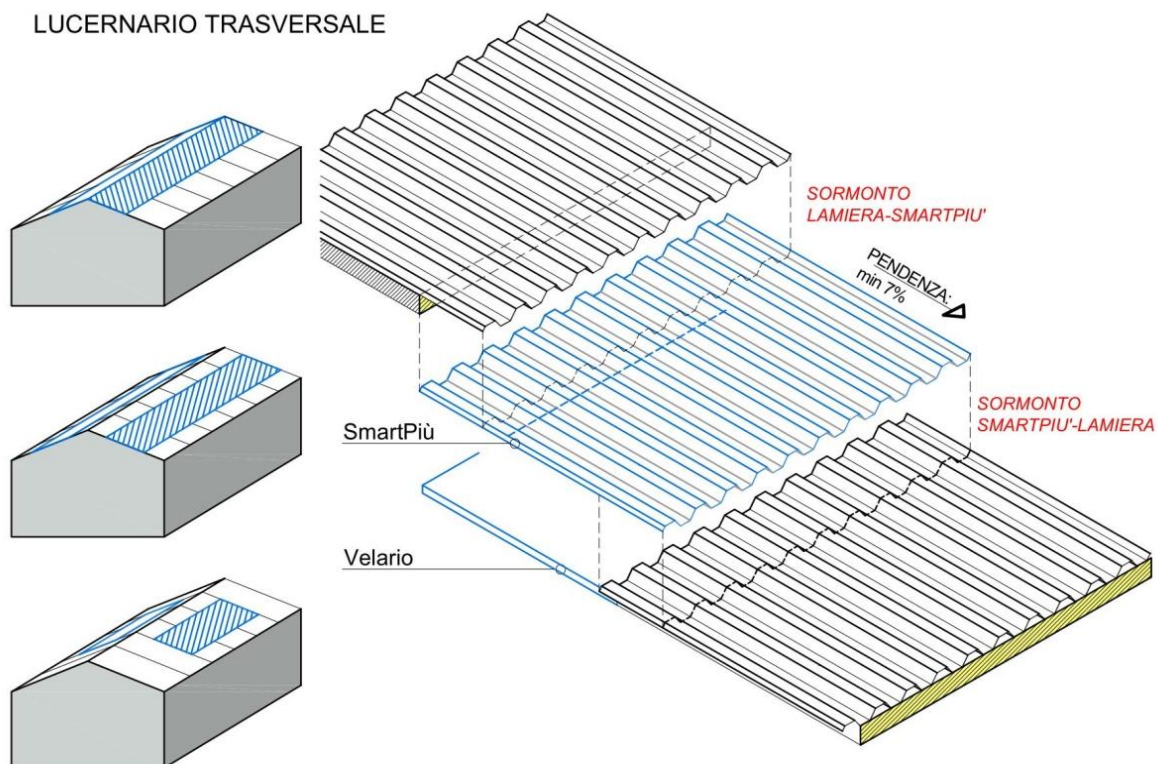 LUCERNARIO TRASVERSALE
SORMONTO
LAMIERA-SMARTPIU'
PENDENZA:
min 7%
SORMONTO
SMARTPIU'-LAMIERA
SmartPiù
Velario